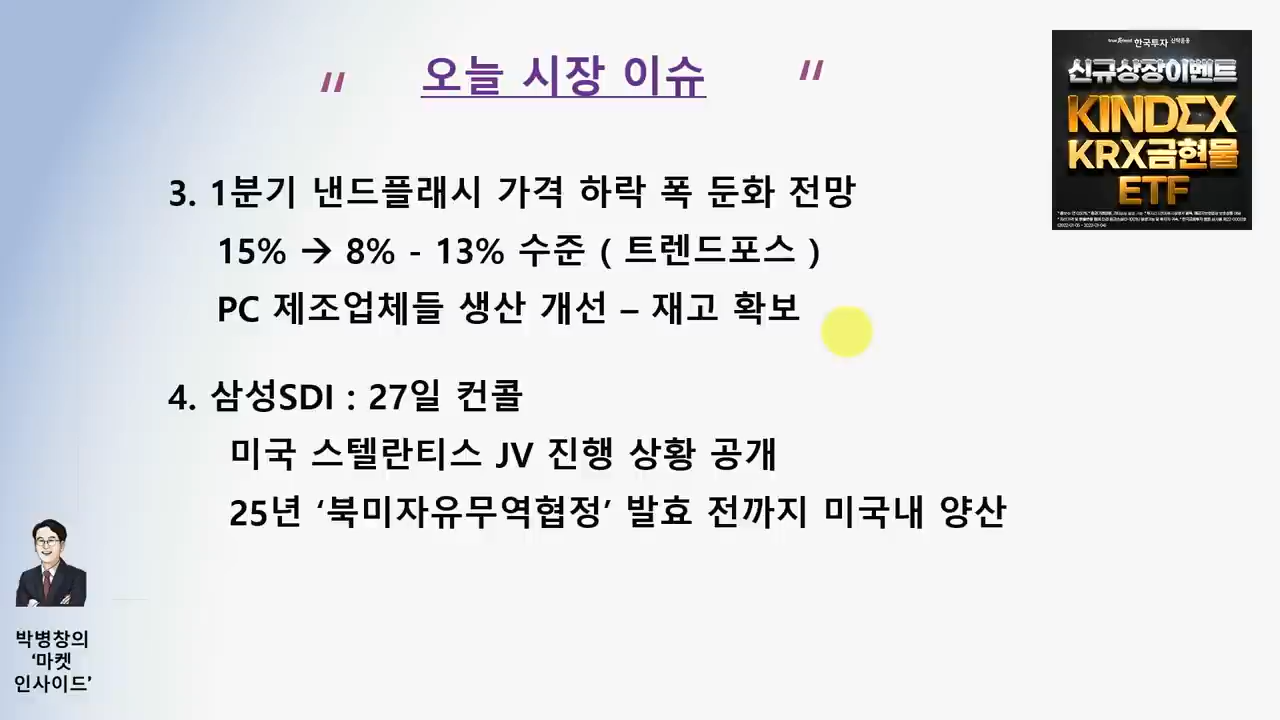 " 오늘 시장 이슈 "
한국투자 신탁운용
신규상장이벤트
KINDEX
KRX금현물
ETF
3. 1분기 낸드플래시 가격 하락 폭 둔화 전망
15% → 8% - 13% 수준 ( 트렌드포스 )
PC 제조업체들 생산 개선 – 재고 확보
4. 삼성SDI : 27일 컨콜
미국 스텔란티스 JV 진행 상황 공개
25년 ‘북미자유무역협정’ 발효 전까지 미국내 양산
박병창의
‘마켓
인사이드’